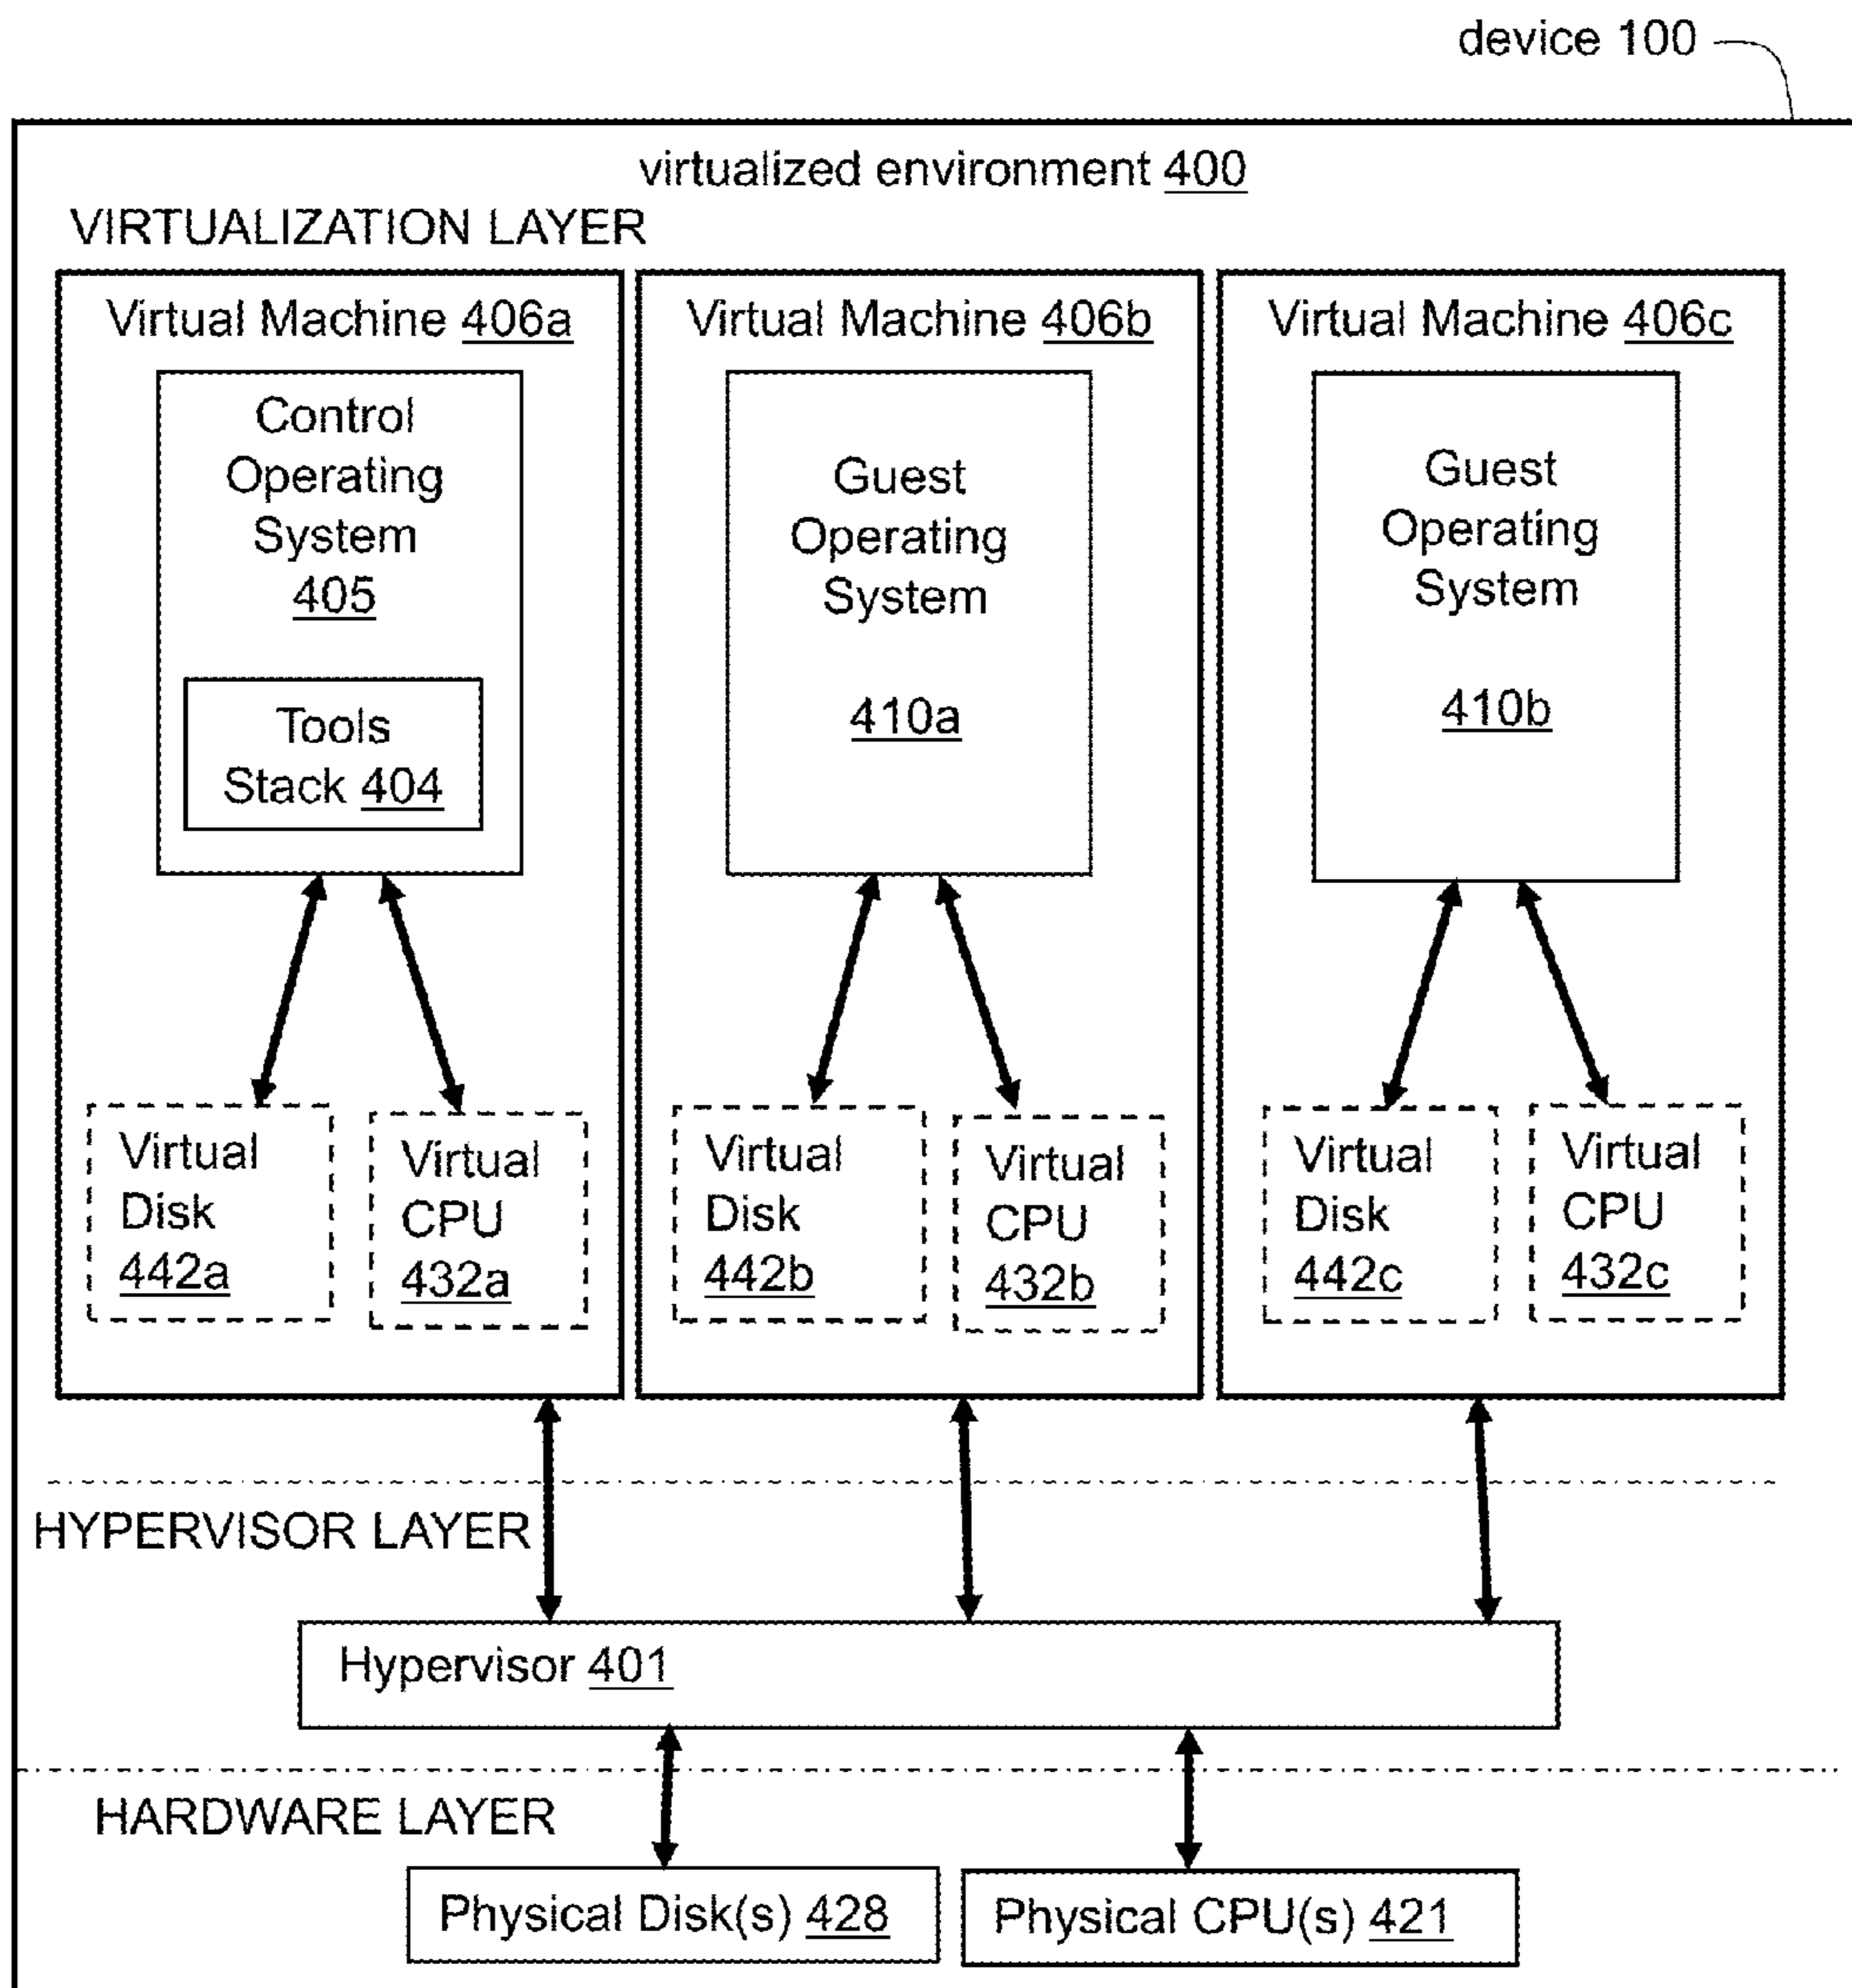 device 100
virtualized environment 400
VIRTUALIZATION LAYER
Virtual Machine 406a
Control
Operating
System
405
Tools
Stack 404
Virtual
Disk
442a
Virtual
CPU
432a
Virtual Machine 406b
Guest
Operating
System
410a
Virtual
Disk
442b
Virtual
CPU
432b
Virtual Machine 406c
Guest
Operating
System
410b
Virtual
Disk
442c
Virtual
CPU
432c
HYPERVISOR LAYER
Hypervisor 401
HARDWARE LAYER
Physical Disk(s) 428
Physical CPU(s) 421